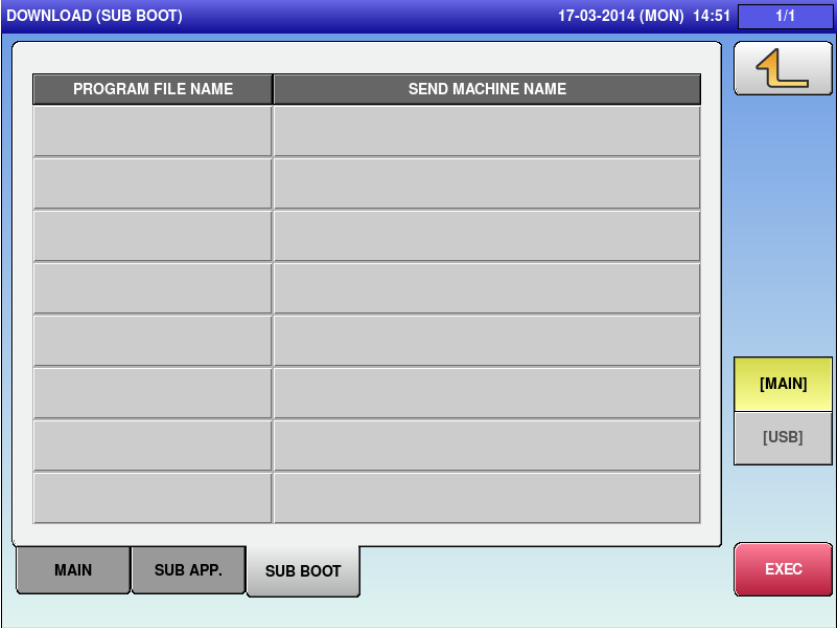 DOWNLOAD (SUB BOOT) 17-03-2014 (MON) 14:51 1/1
PROGRAM FILE NAME SEND MACHINE NAME
[MAIN]
[USB]
MAIN SUB APP. SUB BOOT EXEC